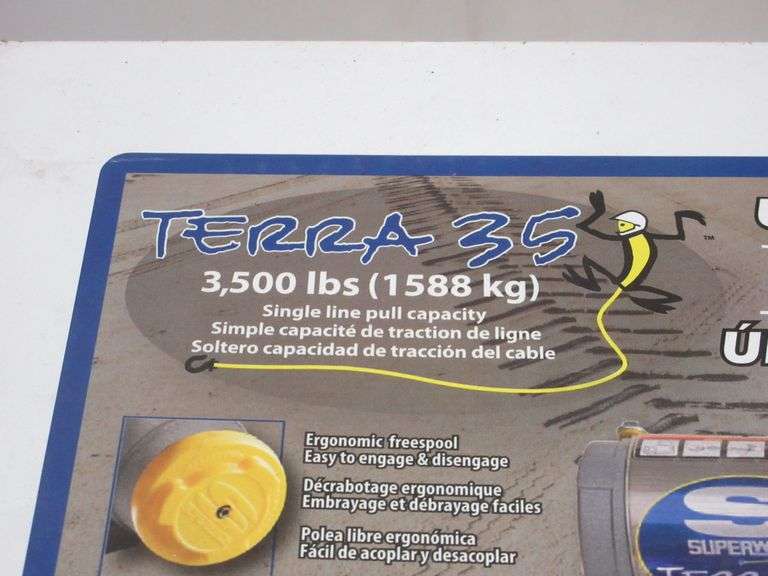 TERRA 35
TM
3,500 lbs (1588 kg)
Single line pull capacity
Simple capacité de traction de ligne
Soltero capacidad de tracción del cable
Ergonomic freespool
Easy to engage & disengage
Décrabotage ergonomique
Embrayage et débrayage faciles
Polea libre ergonómica
Fácil de acoplar y desacoplar
S
SUPERW
TERRA